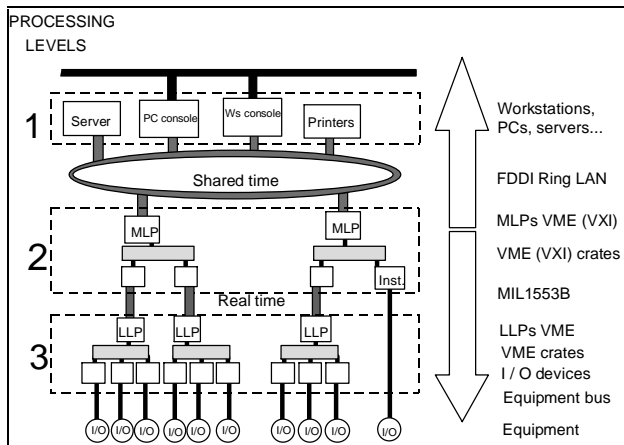 PROCESSING
LEVELS
1
Server
PC console
Ws console
Printers
Workstations,
PCs, servers...
Shared time
FDDI Ring LAN
MLP
MLP
MLPs VME (VXI)
2
VME (VXI) crates
Inst.
Real time
MIL1553B
LLP
LLP
LLP
LLPs VME
3
VME crates
I / O devices
Equipment bus
I/O
I/O
I/O
I/O
I/O
I/O
I/O
I/O
I/O
I/O
Equipment